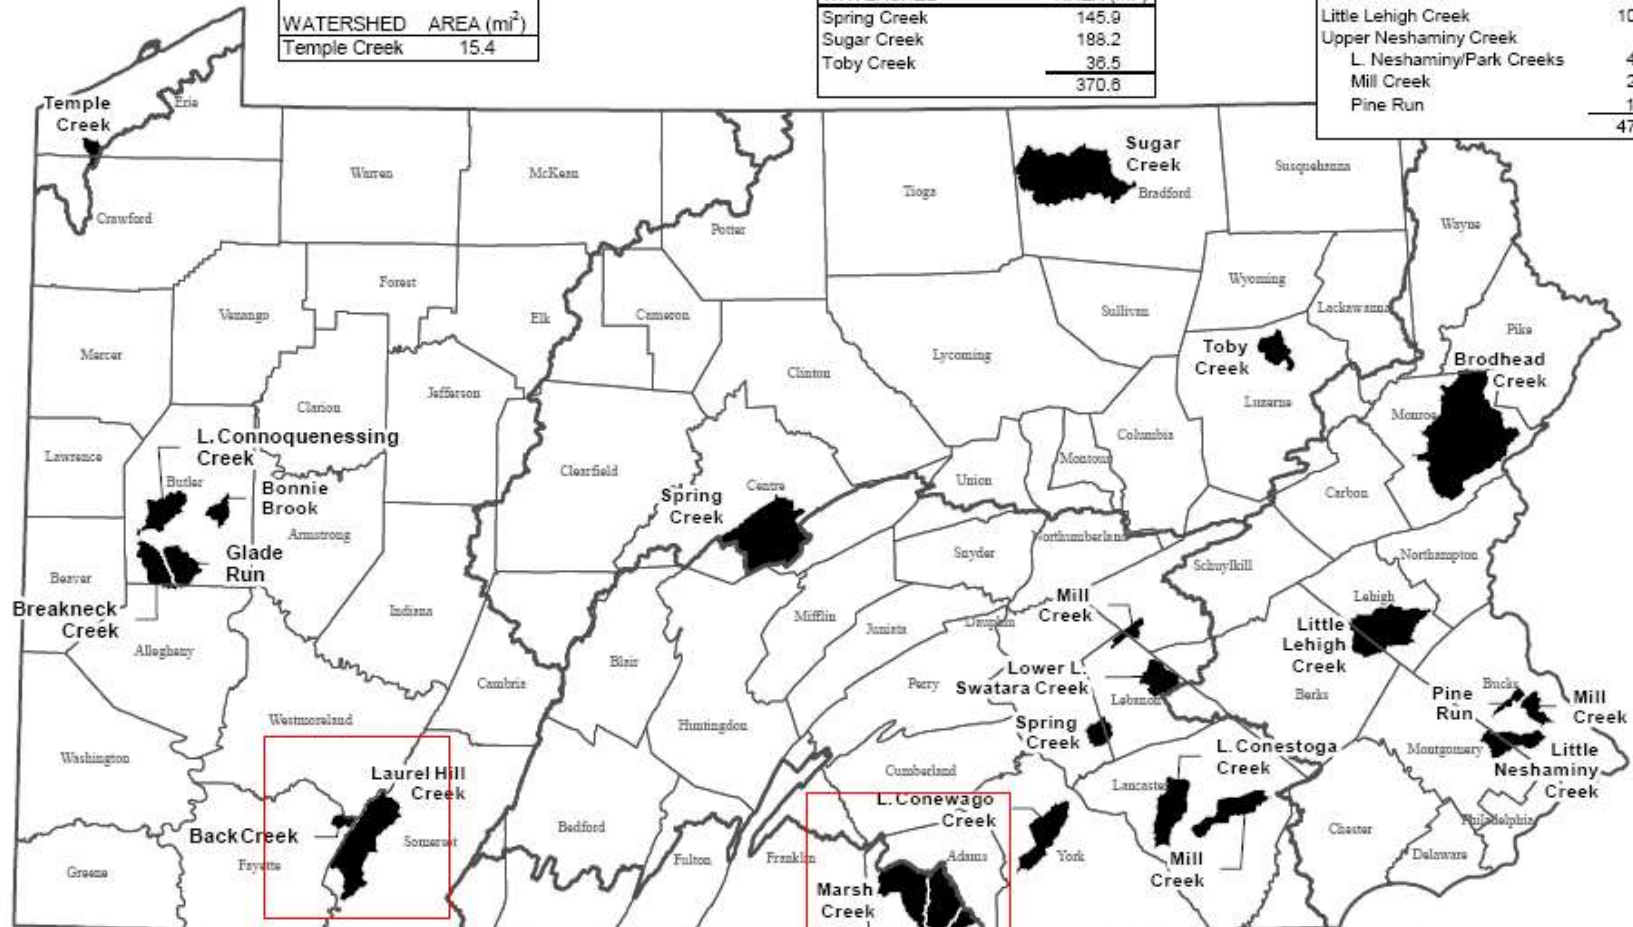 WATERSHED AREA (mi²)
Temple Creek 15.4
Spring Creek 145.9
Sugar Creek 188.2
Toby Creek 36.5
370.6
Little Lehigh Creek 10
Upper Neshaminy Creek
L. Neshaminy/Park Creeks 4
Mill Creek 2
Pine Run 1
47
Temple
Creek
Erie
Crawford
Warren
McKean
Potter
Tioga
Sugar
Creek
Bradford
Susquehanna
Wayne
Mercer
Venango
Forest
Elk
Cameron
Clinton
Lycoming
Sullivan
Wyoming
Lackawanna
Pike
Toby
Creek
Luzerne
Brodhead
Creek
Monroe
Lawrence
L. Connoquenessing
Creek
Butler
Bonnie
Brook
Clarion
Jefferson
Armstrong
Clearfield
Centre
Spring
Creek
Union
Montour
Columbia
Carbon
Beaver
Glade
Run
Breakneck
Creek
Allegheny
Indiana
Cambria
Blair
Mifflin
Juniata
Snyder
Northumberland
Schuylkill
Northampton
Lehigh
Little
Lehigh
Creek
Mill
Creek
Dauphin
Lower L.
Swatara Creek
Lebanon
Perry
Berks
Bucks
Pine
Run
Mill
Creek
Spring
Creek
Washington
Westmoreland
Huntingdon
Cumberland
L. Conestoga
Creek
Lancaster
Montgomery
Little
Neshaminy
Creek
Laurel Hill
Creek
Back Creek
Fayette
Somerset
Greene
Bedford
Fulton
Franklin
L. Conewago
Creek
Adams
York
Marsh
Creek
Mill
Creek
Chester
Delaware
Philadelphia